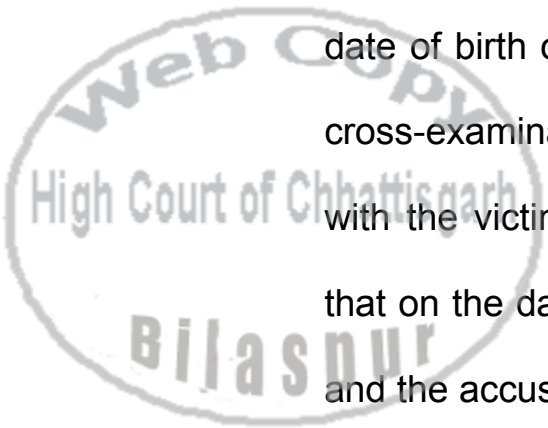 Web Copy
High Court of Chhattisgarh
Bilaspur
date of birth
cross-examina
with the victim
that on the da
and the accus